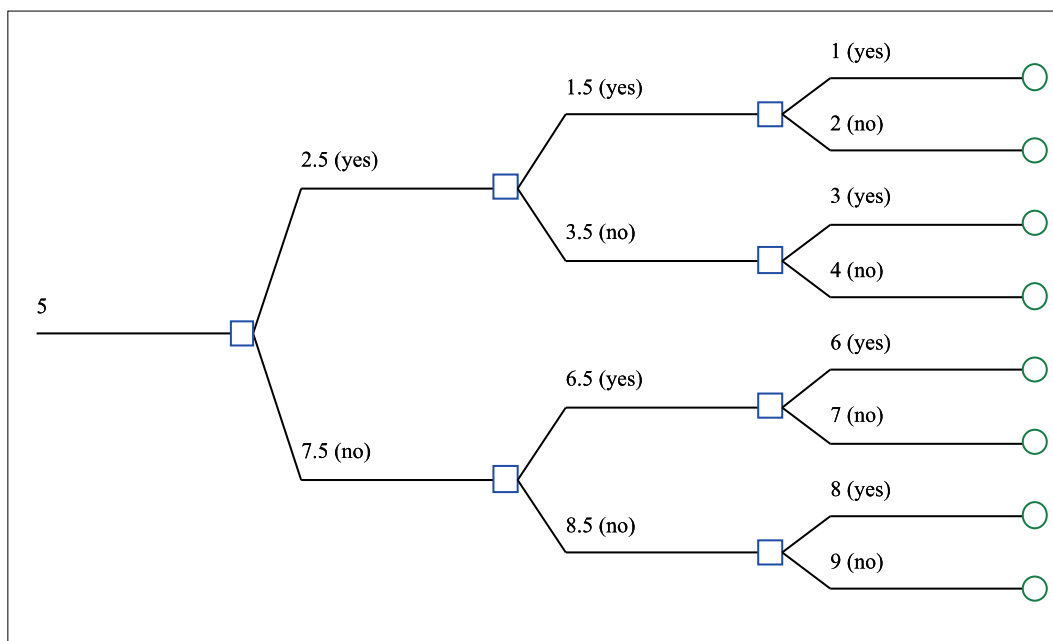 1 (yes)
1.5 (yes)
2 (no)
2.5 (yes)
3 (yes)
3.5 (no)
4 (no)
5
6 (yes)
6.5 (yes)
7 (no)
7.5 (no)
8 (yes)
8.5 (no)
9 (no)